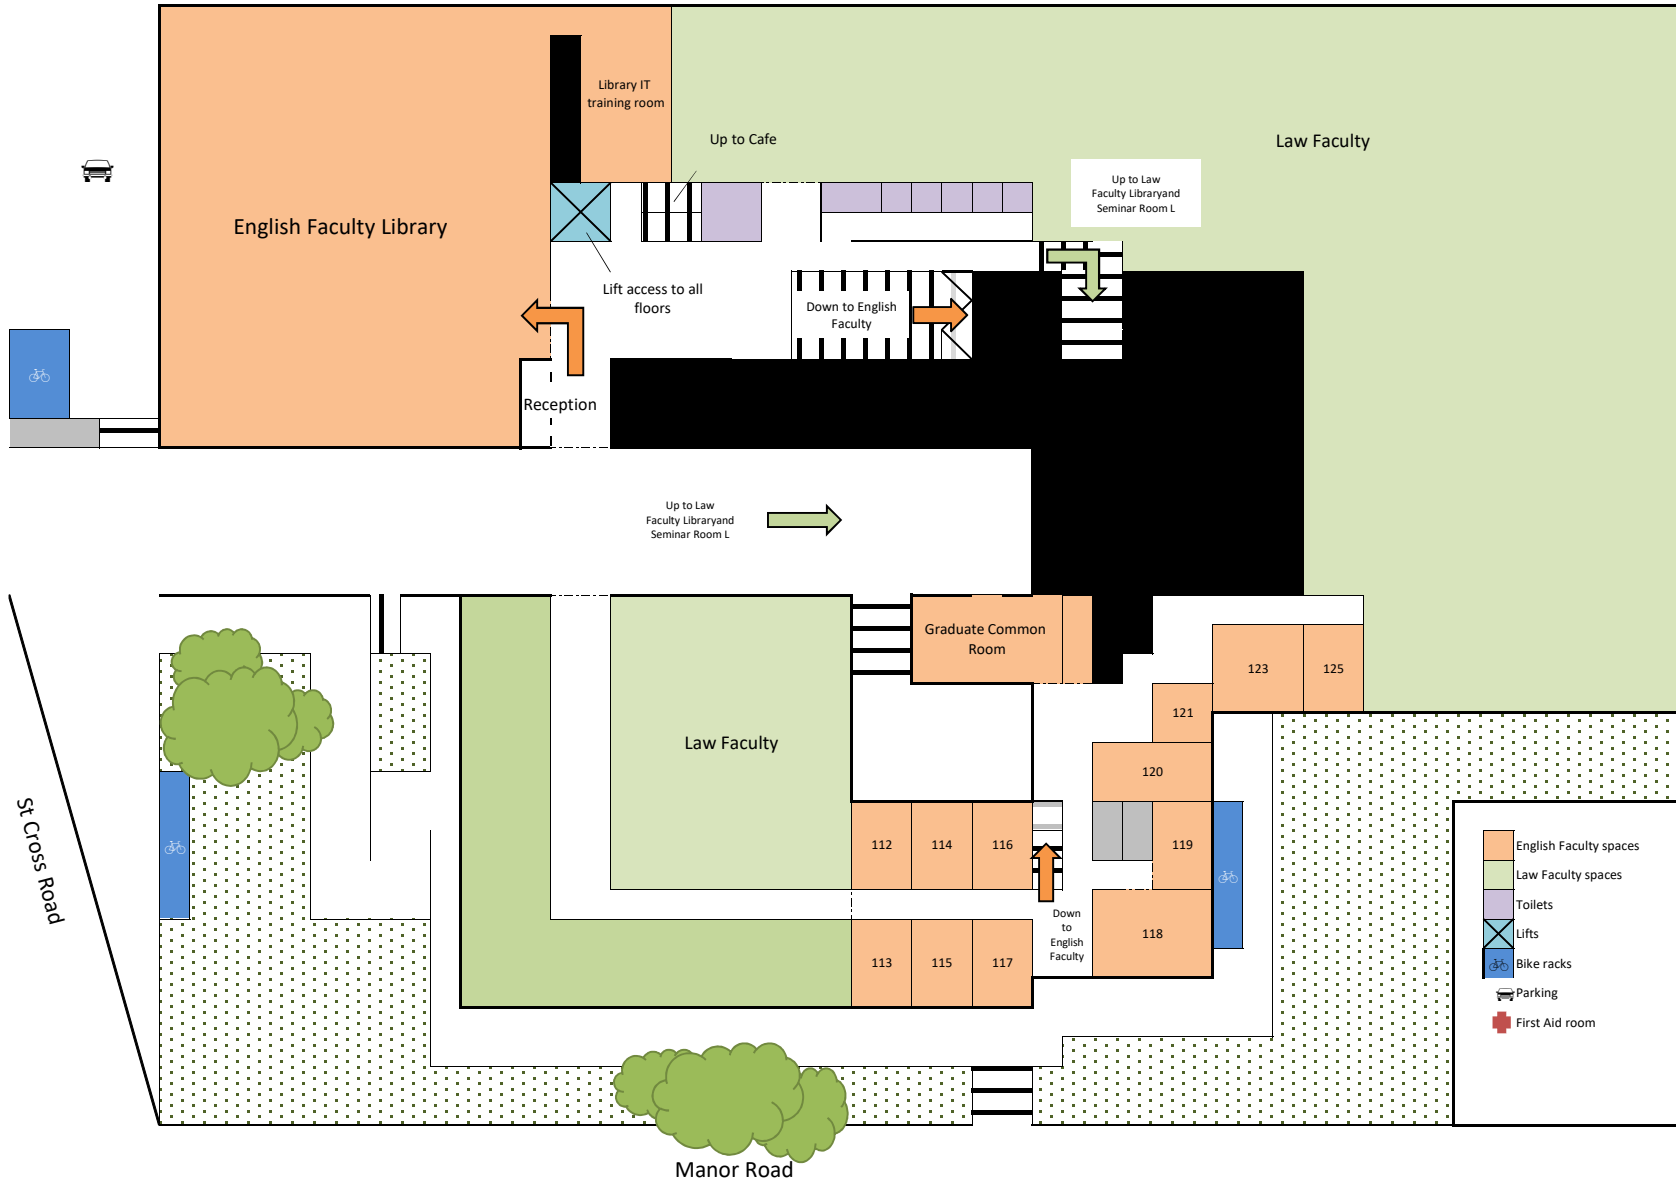 Library IT
training room
Up to Cafe
Law Faculty
Up to Law
Faculty Libraryand
Seminar Room L
English Faculty Library
Lift access to all
floors
Down to English
Faculty
Reception
Up to Law
Faculty Libraryand
Seminar Room L
Graduate Common
Room
123
125
121
Law Faculty
120
112
114
116
119
118
113
115
117
Down
to
English
Faculty
St Cross Road
Manor Road
English Faculty spaces
Law Faculty spaces
Toilets
Lifts
Bike racks
Parking
First Aid room